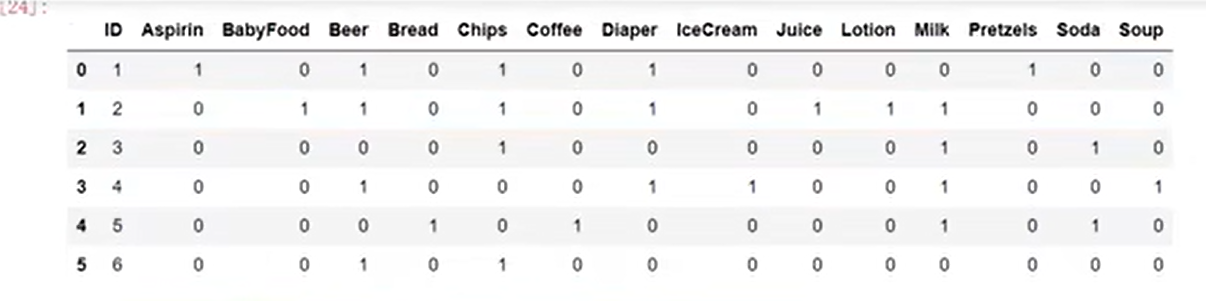 [24]:
ID Aspirin BabyFood Beer Bread Chips Coffee Diaper IceCream Juice Lotion Milk Pretzels Soda Soup
0 1 1 0 1 0 1 0 1 0 0 0 0 1 0 0
1 2 0 1 1 0 1 0 1 0 1 1 1 0 0 0
2 3 0 0 0 0 1 0 0 0 0 0 1 0 1 0
3 4 0 0 1 0 0 0 1 1 0 0 1 0 0 1
4 5 0 0 0 1 0 1 0 0 0 0 1 0 1 0
5 6 0 0 1 0 1 0 0 0 0 0 0 0 0 0